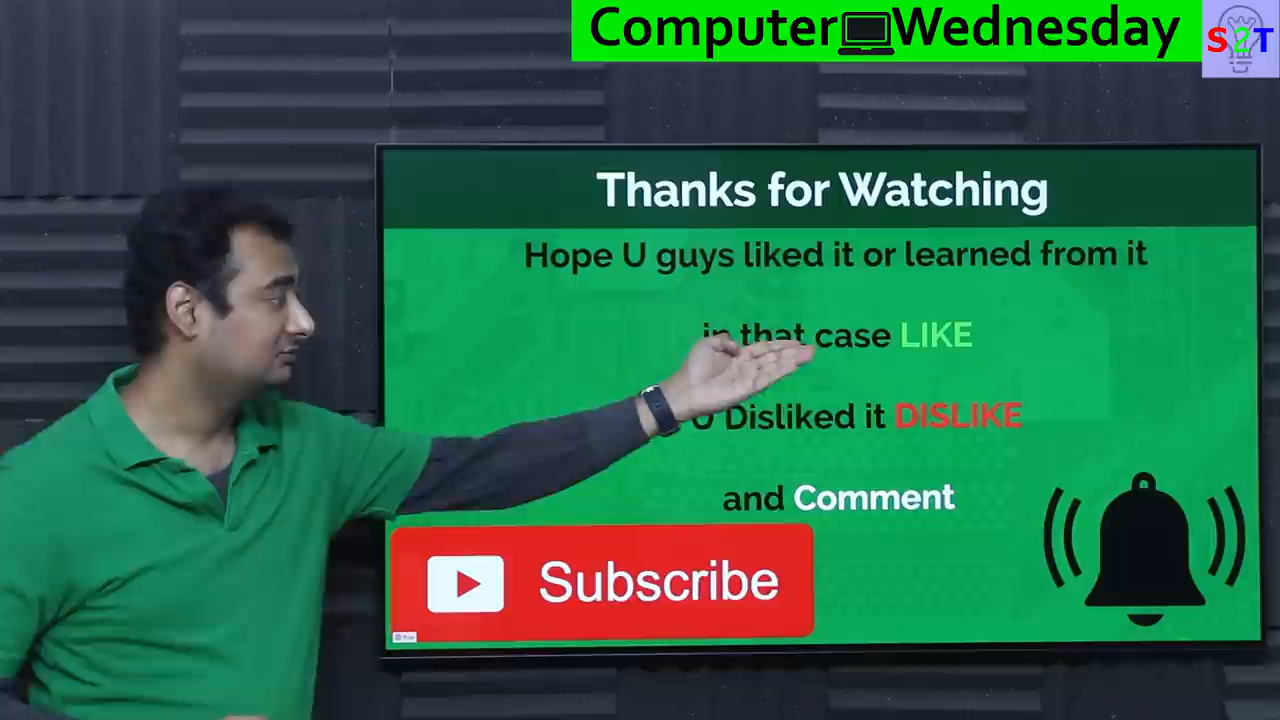 Computer Wednesday
S2T
Thanks for Watching
Hope U guys liked it or learned from it
in that case LIKE
U Disliked it DISLIKE
and Comment
Subscribe